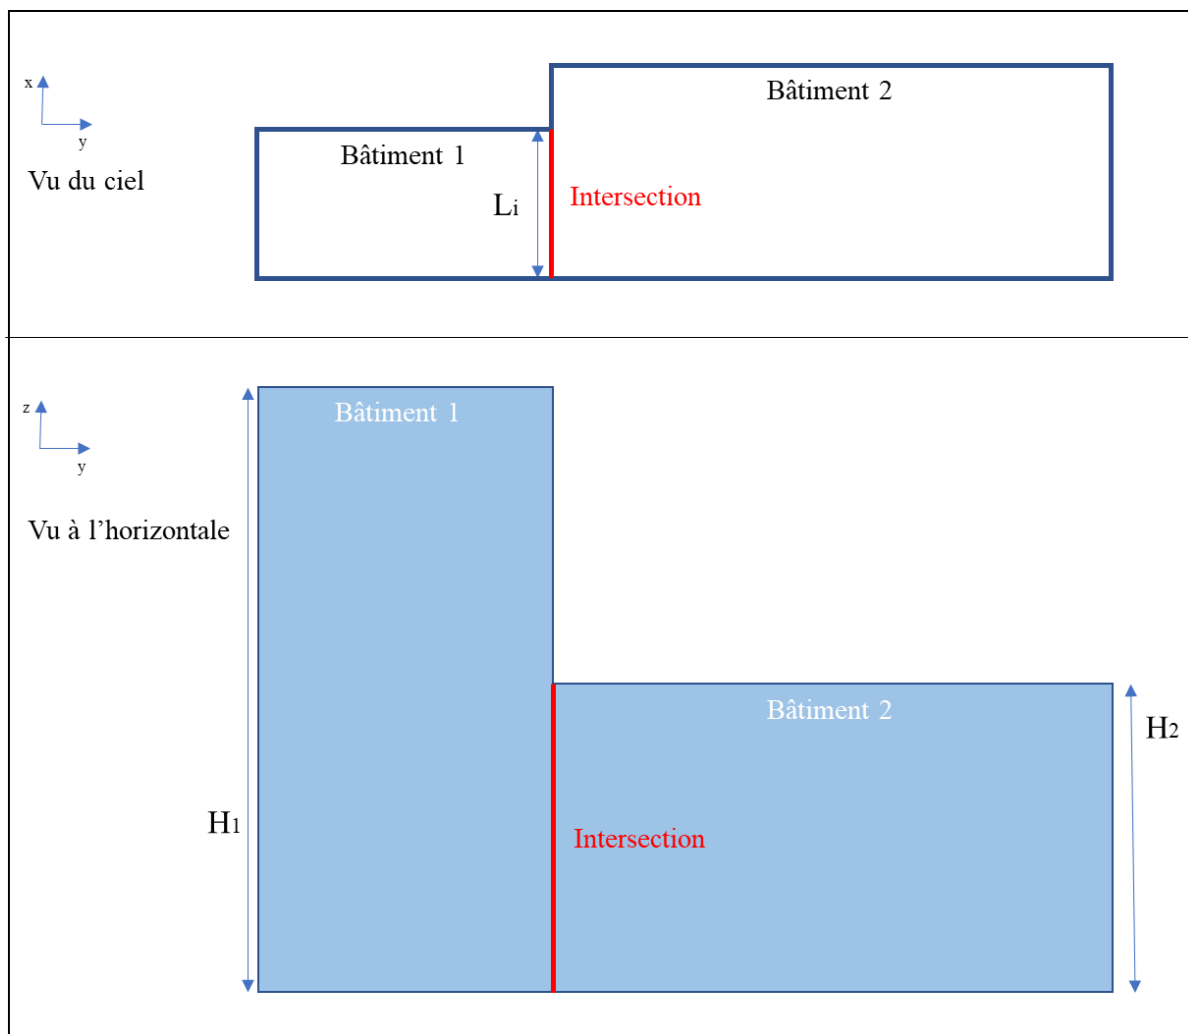 x
y
Vu du ciel
Bâtiment 1
Bâtiment 2
Li
Intersection
z
y
Vu à l’horizontale
Bâtiment 1
Bâtiment 2
H2
H1
Intersection